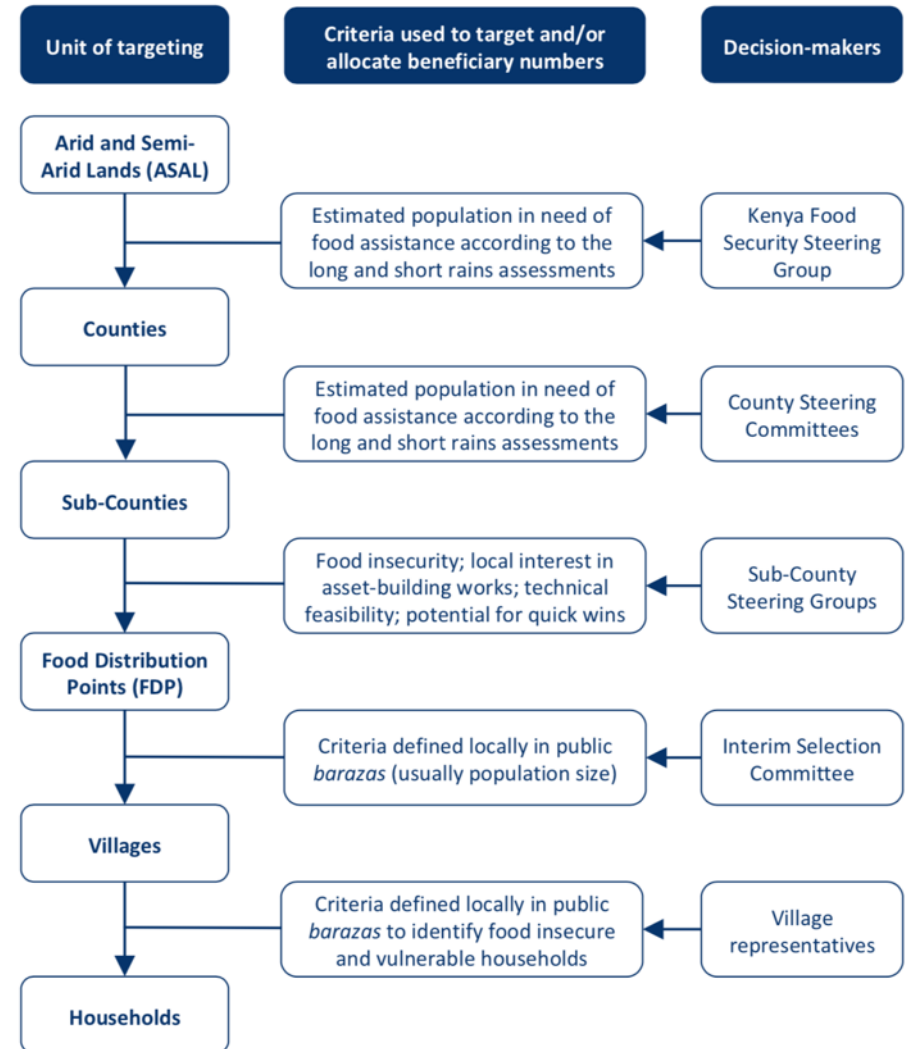 Unit of targeting
Criteria used to target and/or
allocate beneficiary numbers
Decision-makers
Arid and Semi-
Arid Lands (ASAL)
Estimated population in need of
food assistance according to the
long and short rains assessments
Kenya Food
Security Steering
Group
Counties
Estimated population in need of
food assistance according to the
long and short rains assessments
County Steering
Committees
Sub-Counties
Food insecurity; local interest in
asset-building works; technical
feasibility; potential for quick wins
Sub-County
Steering Groups
Food Distribution
Points (FDP)
Criteria defined locally in public
barazas (usually population size)
Interim Selection
Committee
Villages
Criteria defined locally in public
barazas to identify food insecure
and vulnerable households
Village
representatives
Households